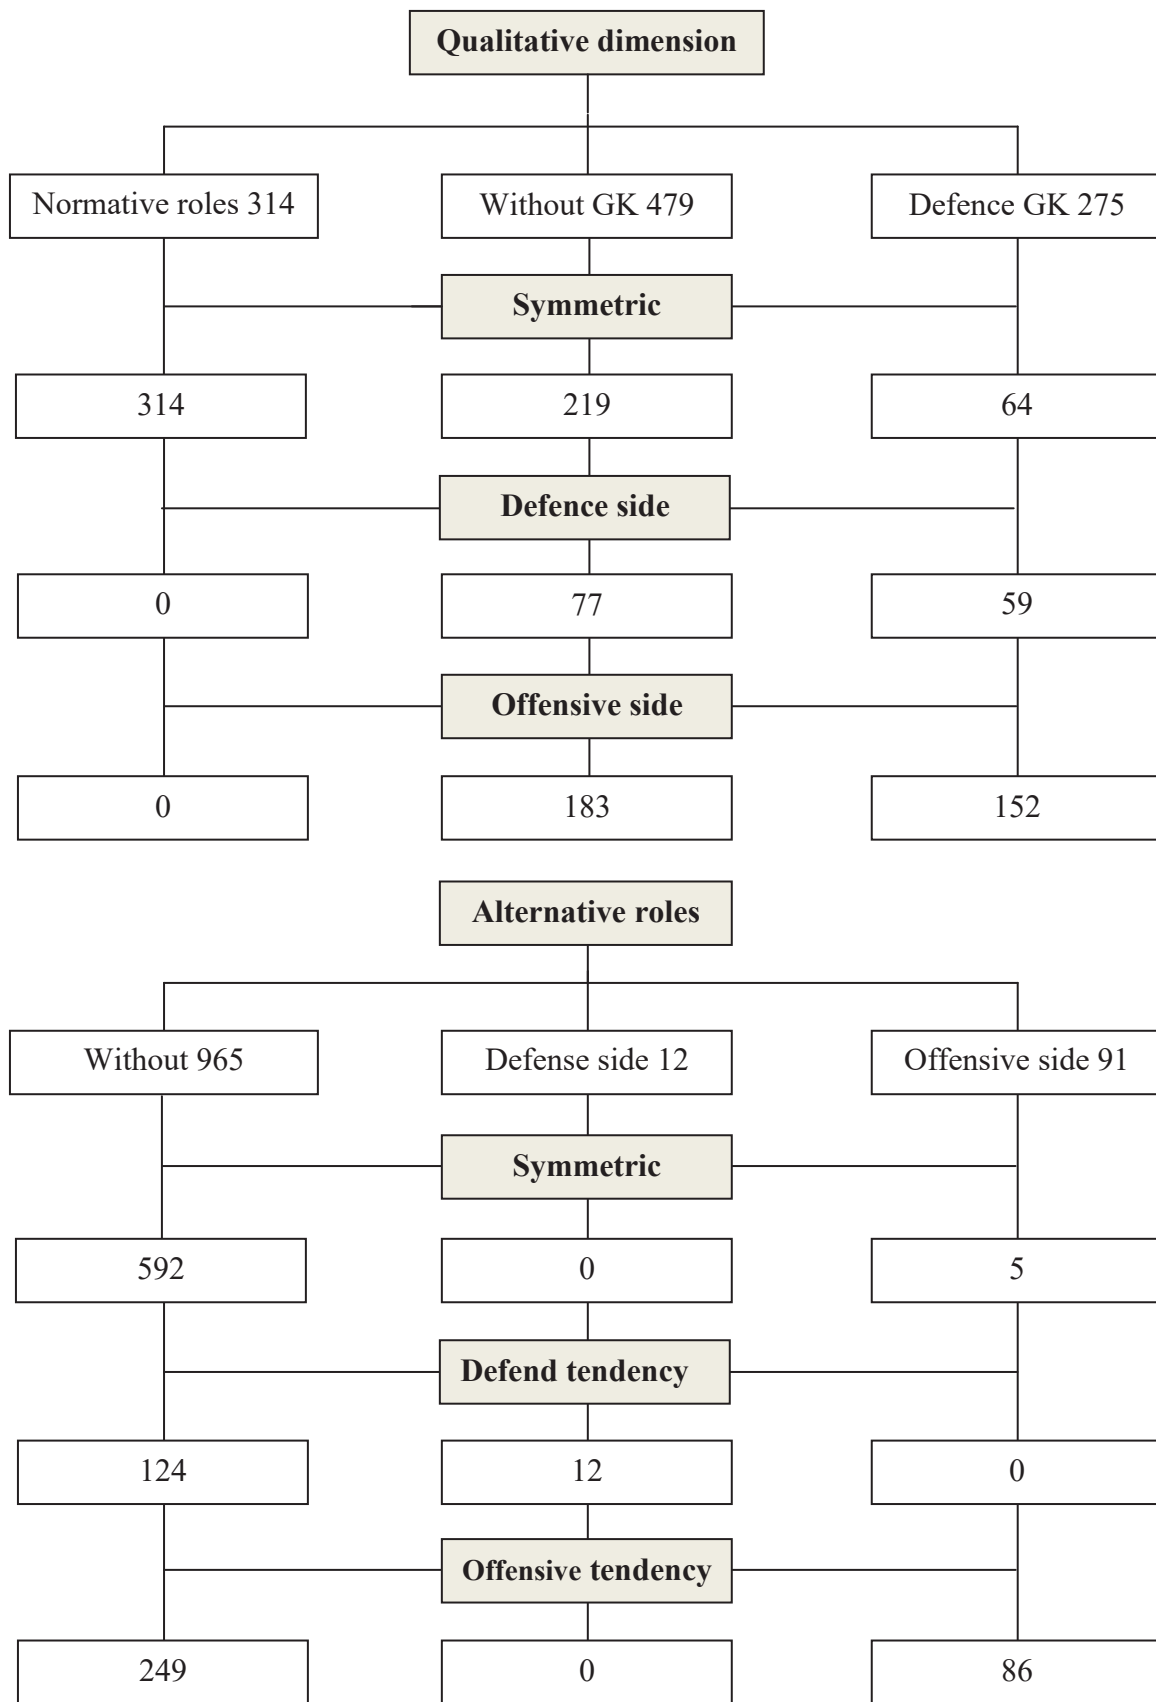 Qualitative dimension
Normative roles 314
Without GK 479
Defence GK 275
Symmetric
314
219
64
Defence side
0
77
59
Offensive side
0
183
152
Alternative roles
Without 965
Defense side 12
Offensive side 91
Symmetric
592
0
5
Defend tendency
124
12
0
Offensive tendency
249
0
86